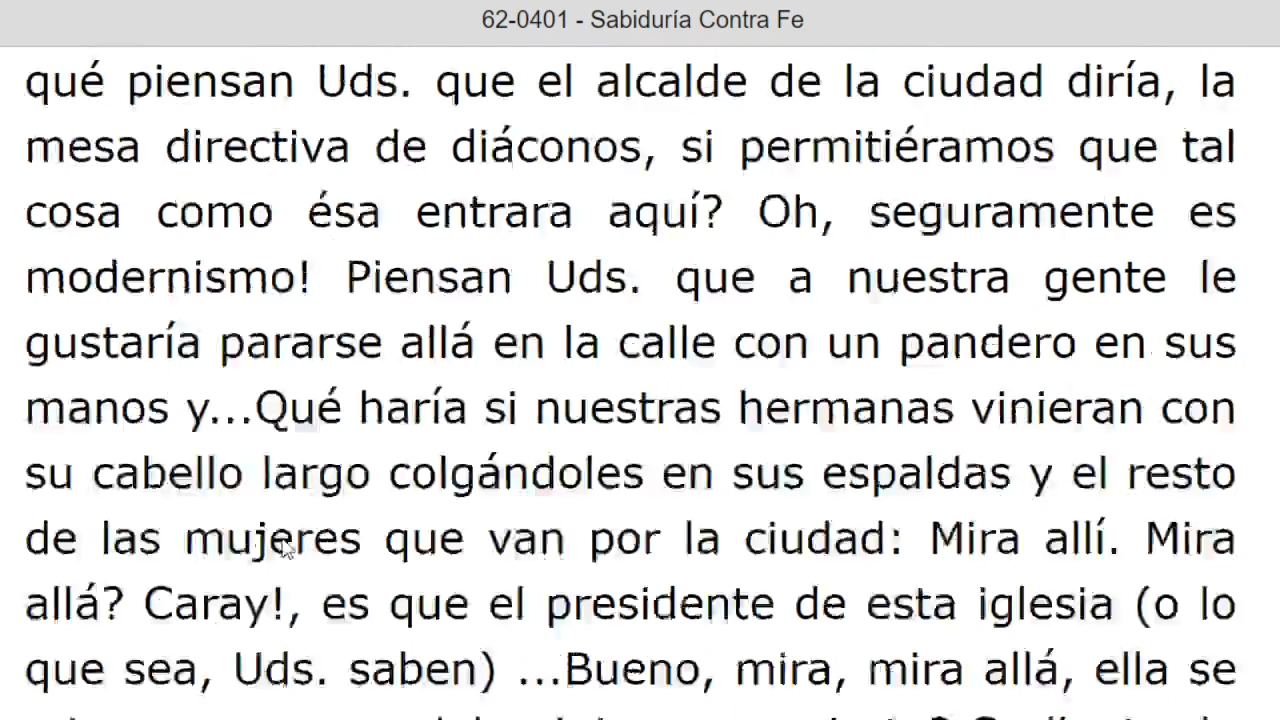 62-0401 - Sabiduría Contra Fe
qué piensan Uds. que el alcalde de la ciudad diría, la
mesa directiva de diáconos, si permitiéramos que tal
cosa como ésa entrara aquí? Oh, seguramente es
modernismo! Piensan Uds. que a nuestra gente le
gustaría pararse allá en la calle con un pandero en sus
manos y...Qué haría si nuestras hermanas vinieran con
su cabello largo colgándoles en sus espaldas y el resto
de las mujeres que van por la ciudad: Mira allí. Mira
allá? Caray!, es que el presidente de esta iglesia (o lo
que sea, Uds. saben) ...Bueno, mira, mira allá, ella se